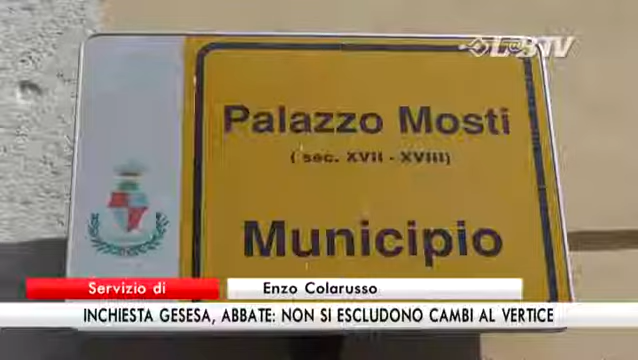 LABTV
Palazzo Mosti
( sec. XVII - XVIII)
Municipio
Servizio di
Enzo Colarusso
INCHIESTA GESESA, ABBATE: NON SI ESCLUDONO CAMBI AL VERTICE